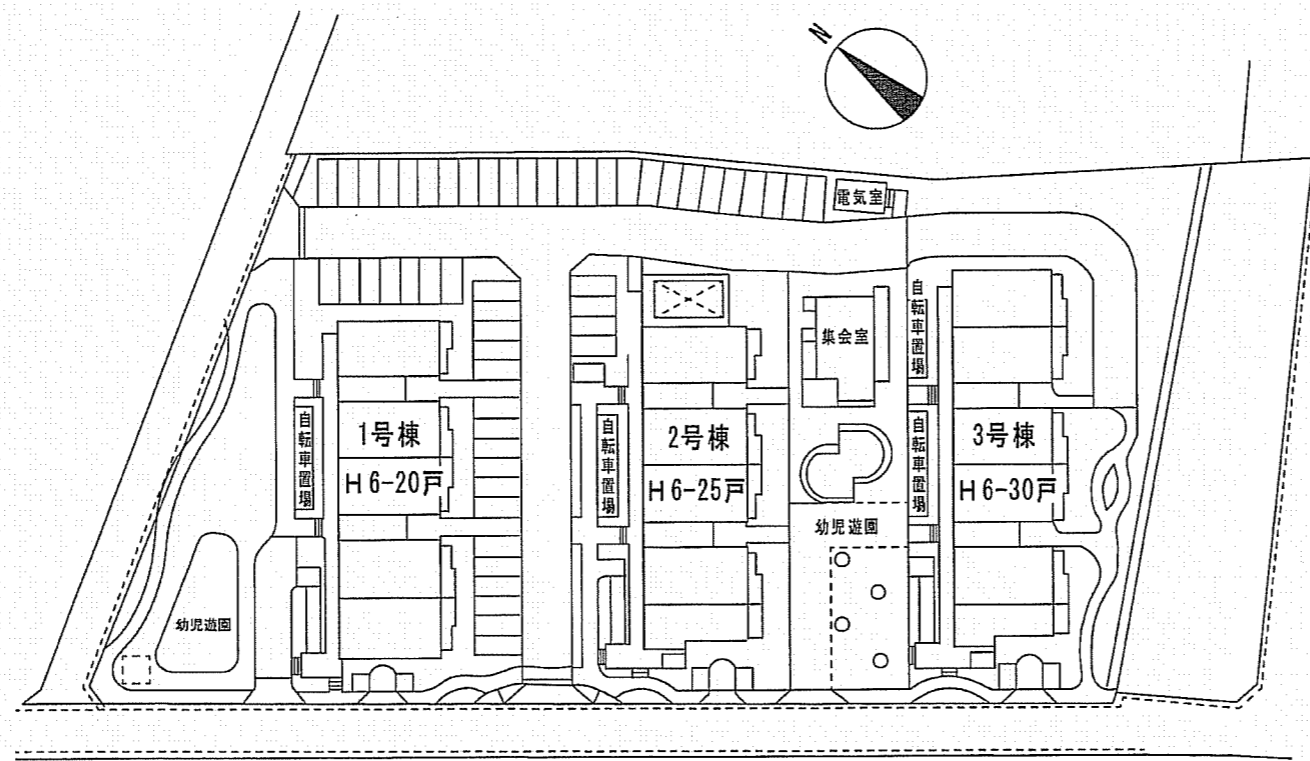 N
電気室
自転車置場
集会室
自転車置場
1号棟
H6-20戸
自転車置場
2号棟
H6-25戸
自転車置場
3号棟
H6-30戸
幼児遊園
幼児遊園